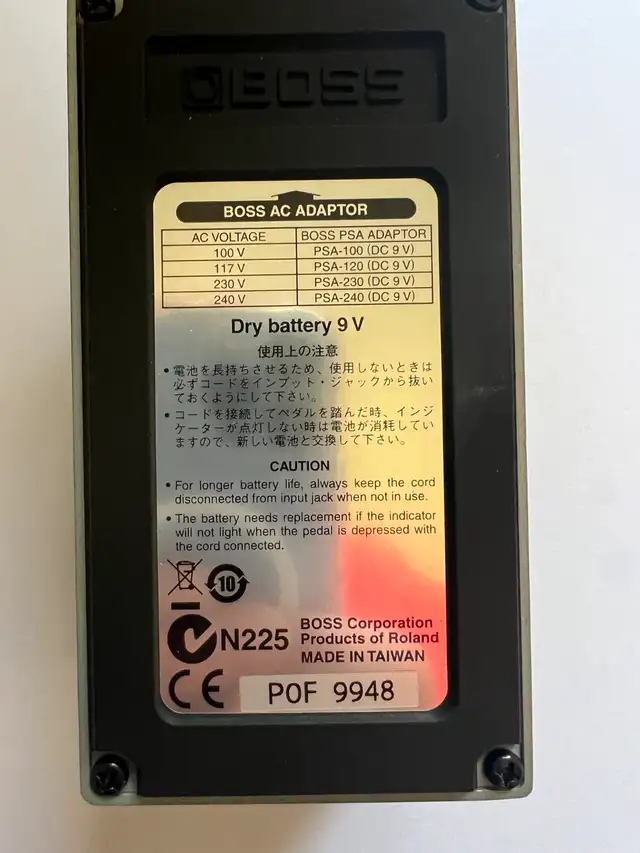 BOSS
BOSS AC ADAPTOR
AC VOLTAGE BOSS PSA ADAPTOR
100 V PSA-100 (DC 9 V)
117 V PSA-120 (DC 9 V)
230 V PSA-230 (DC 9 V)
240 V PSA-240 (DC 9 V)
Dry battery 9 V
使用上の注意
• 電池を長持ちさせるため、使用しないときは
必ずコードをインプット・ジャックから抜い
ておくようにして下さい。
• コードを接続してペダルを踏んだ時、インジ
ケーターが点灯しない時は電池が消耗してい
ますので、新しい電池と交換して下さい。
CAUTION
• For longer battery life, always keep the cord
disconnected from input jack when not in use.
• The battery needs replacement if the indicator
will not light when the pedal is depressed with
the cord connected.
10
N225
BOSS Corporation
Products of Roland
MADE IN TAIWAN
CE
P0F 9948